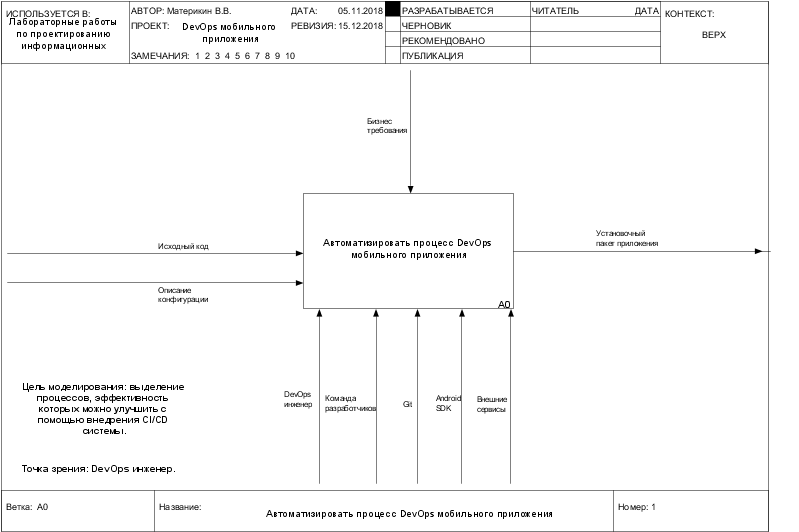 ИСПОЛЬЗУЕТСЯ В:
Лабораторные работы
по проектированию
информационных
АВТОР: Материкин В.В.
ДАТА: 05.11.2018
ПРОЕКТ: DevOps мобильного
приложения
РЕВИЗИЯ: 15.12.2018
ЗАМЕЧАНИЯ: 1 2 3 4 5 6 7 8 9 10
РАЗРАБАТЫВАЕТСЯ
ЧЕРНОВИК
РЕКОМЕНДОВАНО
ПУБЛИКАЦИЯ
ЧИТАТЕЛЬ
ДАТА
КОНТЕКСТ:
ВЕРХ
Бизнес
требования
Исходный код
Описание
конфигурации
Автоматизировать процесс DevOps
мобильного приложения
A0
Установочный
пакет приложения
DevOps
инженер
Команда
разработчиков
Git
Android
SDK
Внешние
сервисы
Цель моделирования: выделение
процессов, эффективность
которых можно улучшить с
помощью внедрения CI/CD
системы.
Точка зрения: DevOps инженер.
Ветка: A0
Название:
Автоматизировать процесс DevOps мобильного приложения
Номер: 1